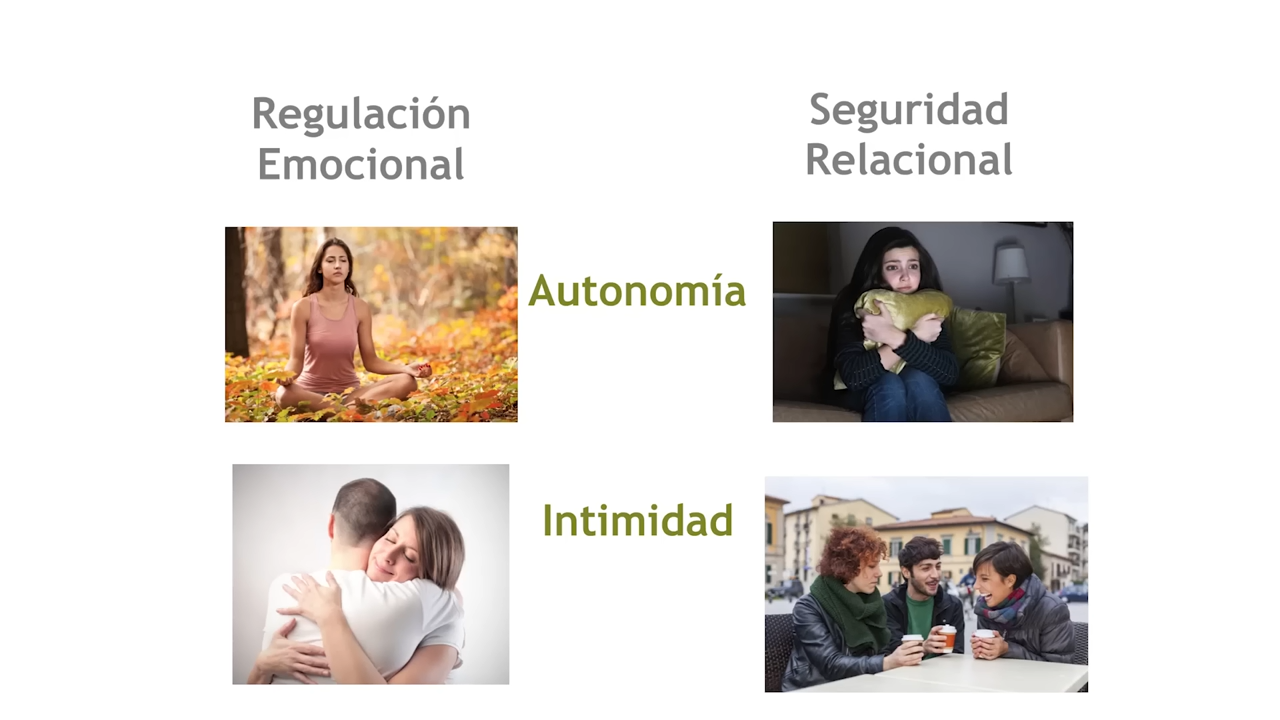 Regulación
Emocional
Seguridad
Relacional
Autonomía
Intimidad